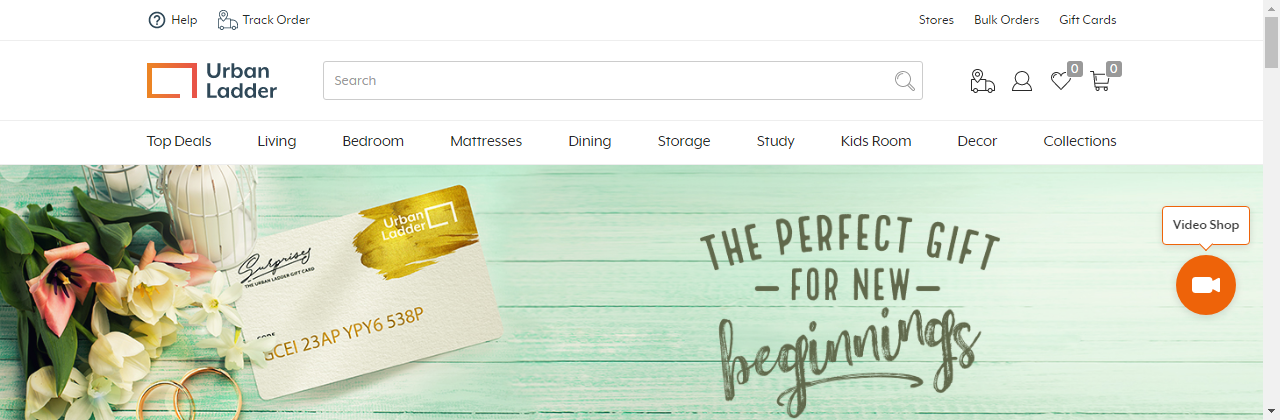 Help
Track Order
Stores
Bulk Orders
Gift Cards
Urban
Ladder
Search
0
0
Top Deals
Living
Bedroom
Mattresses
Dining
Storage
Study
Kids Room
Decor
Collections
Urban
Ladder
Surprises
THE URBAN LADDER GIFT CARD
CODE
GCEI 23AP YPY6 538P
THE PERFECT GIFT
— FOR NEW —
beginnings
Video Shop